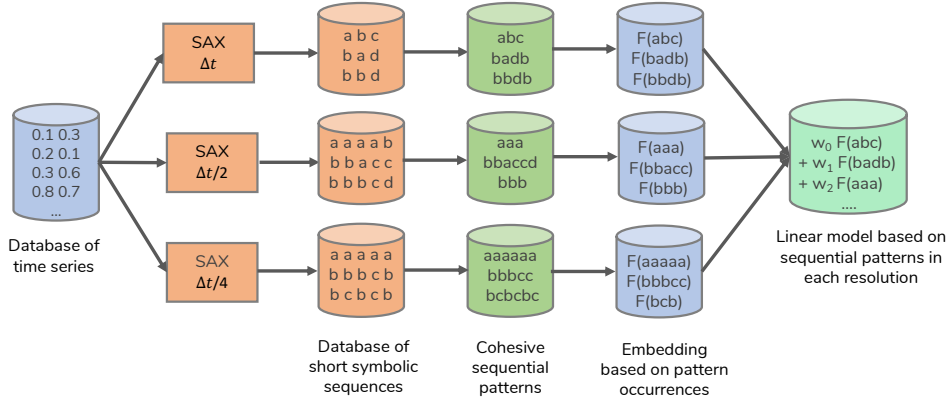 0.1 0.3
0.2 0.1
0.3 0.6
0.8 0.7
...
Database of
time series
SAX
Δt
a b c
b a d
b b d
abc
badb
bbdb
F(abc)
F(badb)
F(bbdb)
SAX
Δt/2
a a a a b
b b a c c
b b b c d
aaa
bbaccd
bbb
F(aaa)
F(bbacc)
F(bbb)
SAX
Δt/4
a a a a a
b b b c b
b c b c b
aaaaaa
bbbcc
bcbcbc
F(aaaaa)
F(bbbcc)
F(bcb)
w₀ F(abc)
+ w₁ F(badb)
+ w₂ F(aaa)
....
Linear model based on
sequential patterns in
each resolution
Database of
short symbolic
sequences
Cohesive
sequential
patterns
Embedding
based on pattern
occurrences